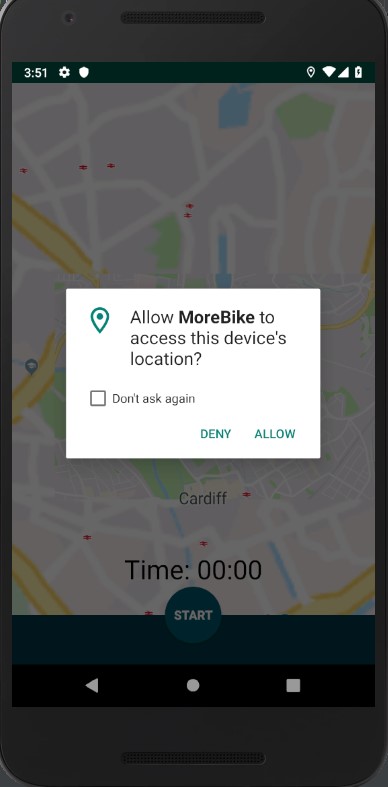 3:51
Allow MoreBike to
access this device's
location?
Don't ask again
DENY ALLOW
Cardiff
Time: 00:00
START